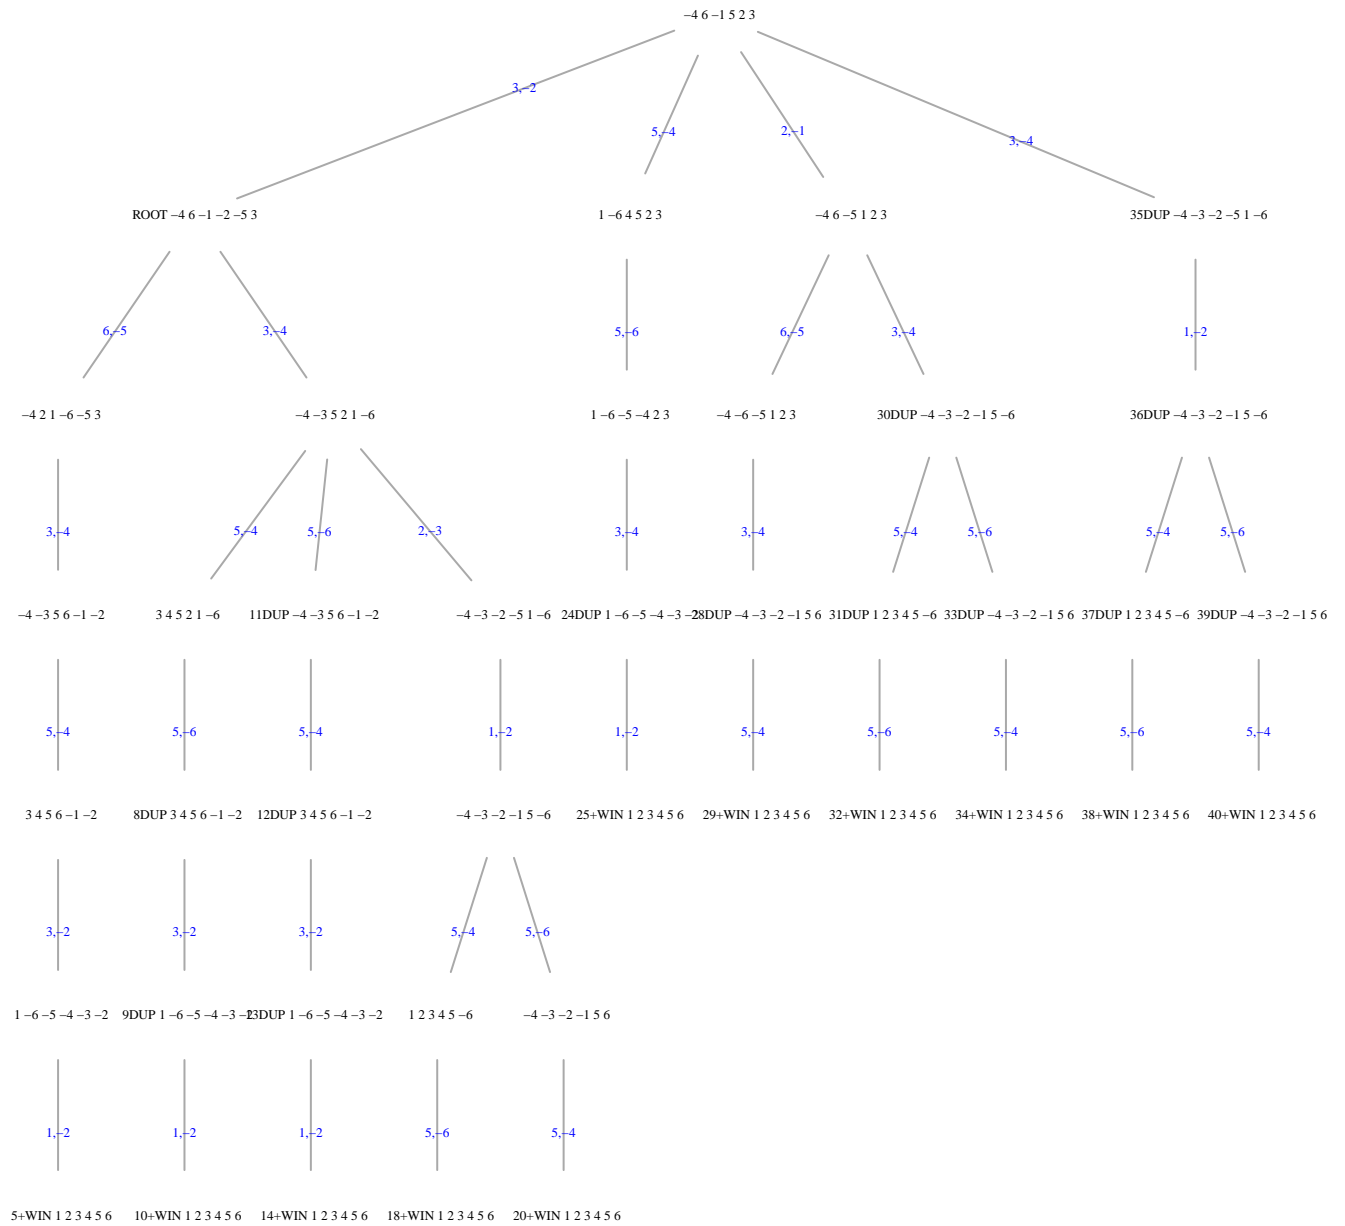 −4 6 −1 5 2 3
3,−2
5,−4
2,−1
3,−4
ROOT −4 6 −1 −2 −5 3
1 −6 4 5 2 3
−4 6 −5 1 2 3
35DUP −4 −3 −2 −5 1 −6
6,−5
3,−4
5,−6
6,−5
3,−4
1,−2
−4 2 1 −6 −5 3
−4 −3 5 2 1 −6
1 −6 −5 −4 2 3
−4 −6 −5 1 2 3
30DUP −4 −3 −2 −1 5 −6
36DUP −4 −3 −2 −1 5 −6
3,−4
5,−4
5,−6
2,−3
3,−4
3,−4
5,−4
5,−6
5,−4
5,−6
−4 −3 5 6 −1 −2
3 4 5 2 1 −6
11DUP −4 −3 5 6 −1 −2
−4 −3 −2 −5 1 −6
24DUP 1 −6 −5 −4 −3 −2
28DUP −4 −3 −2 −1 5 6
31DUP 1 2 3 4 5 −6
33DUP −4 −3 −2 −1 5 6
37DUP 1 2 3 4 5 −6
39DUP −4 −3 −2 −1 5 6
5,−4
5,−6
5,−4
1,−2
1,−2
5,−4
5,−6
5,−4
5,−6
5,−4
3 4 5 6 −1 −2
8DUP 3 4 5 6 −1 −2
12DUP 3 4 5 6 −1 −2
−4 −3 −2 −1 5 −6
25+WIN 1 2 3 4 5 6
29+WIN 1 2 3 4 5 6
32+WIN 1 2 3 4 5 6
34+WIN 1 2 3 4 5 6
38+WIN 1 2 3 4 5 6
40+WIN 1 2 3 4 5 6
3,−2
3,−2
3,−2
5,−4
5,−6
1 −6 −5 −4 −3 −2
9DUP 1 −6 −5 −4 −3 −2
13DUP 1 −6 −5 −4 −3 −2
1 2 3 4 5 −6
−4 −3 −2 −1 5 6
1,−2
1,−2
1,−2
5,−6
5,−4
5+WIN 1 2 3 4 5 6
10+WIN 1 2 3 4 5 6
14+WIN 1 2 3 4 5 6
18+WIN 1 2 3 4 5 6
20+WIN 1 2 3 4 5 6